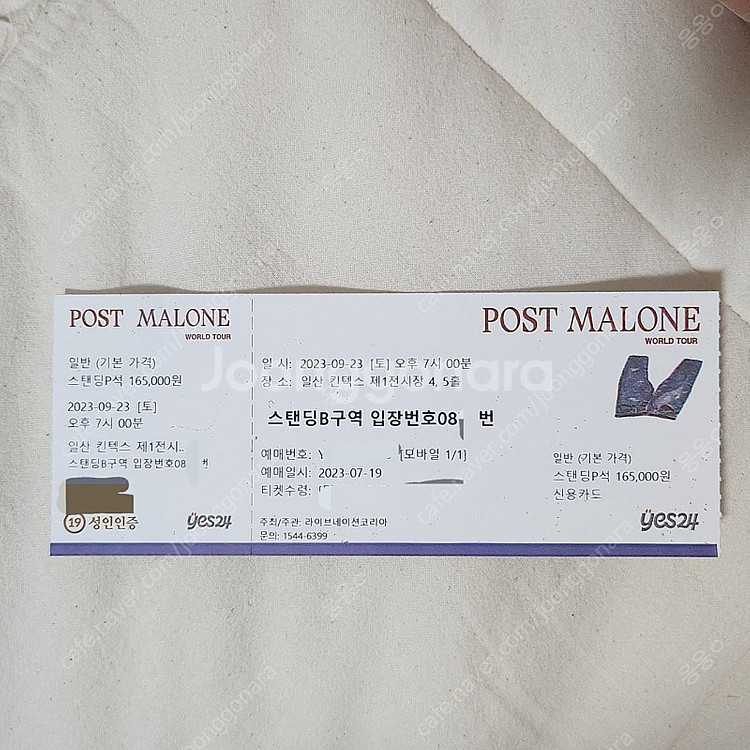 POST MALONE
WORLD TOUR
일반 (기본 가격)
스탠딩P석 165,000원
2023-09-23 [토]
오후 7시 00분
일산 킨텍스 제1전시..
스탠딩B구역 입장번호08 번
19 성인인증
yes24
POST MALONE
WORLD TOUR
일 시: 2023-09-23 [토] 오후 7시 00분
장 소: 일산 킨텍스 제1전시장 4, 5홀
스탠딩B구역 입장번호08 번
예매번호: Y [모바일 1/1]
예매일시: 2023-07-19
티켓수령:
주최/주관: 라이브네이션코리아
문의: 1544-6399
일반 (기본 가격)
스탠딩P석 165,000원
신용카드
yes24
Joonggonara
cafe.naver.com/joonggonara